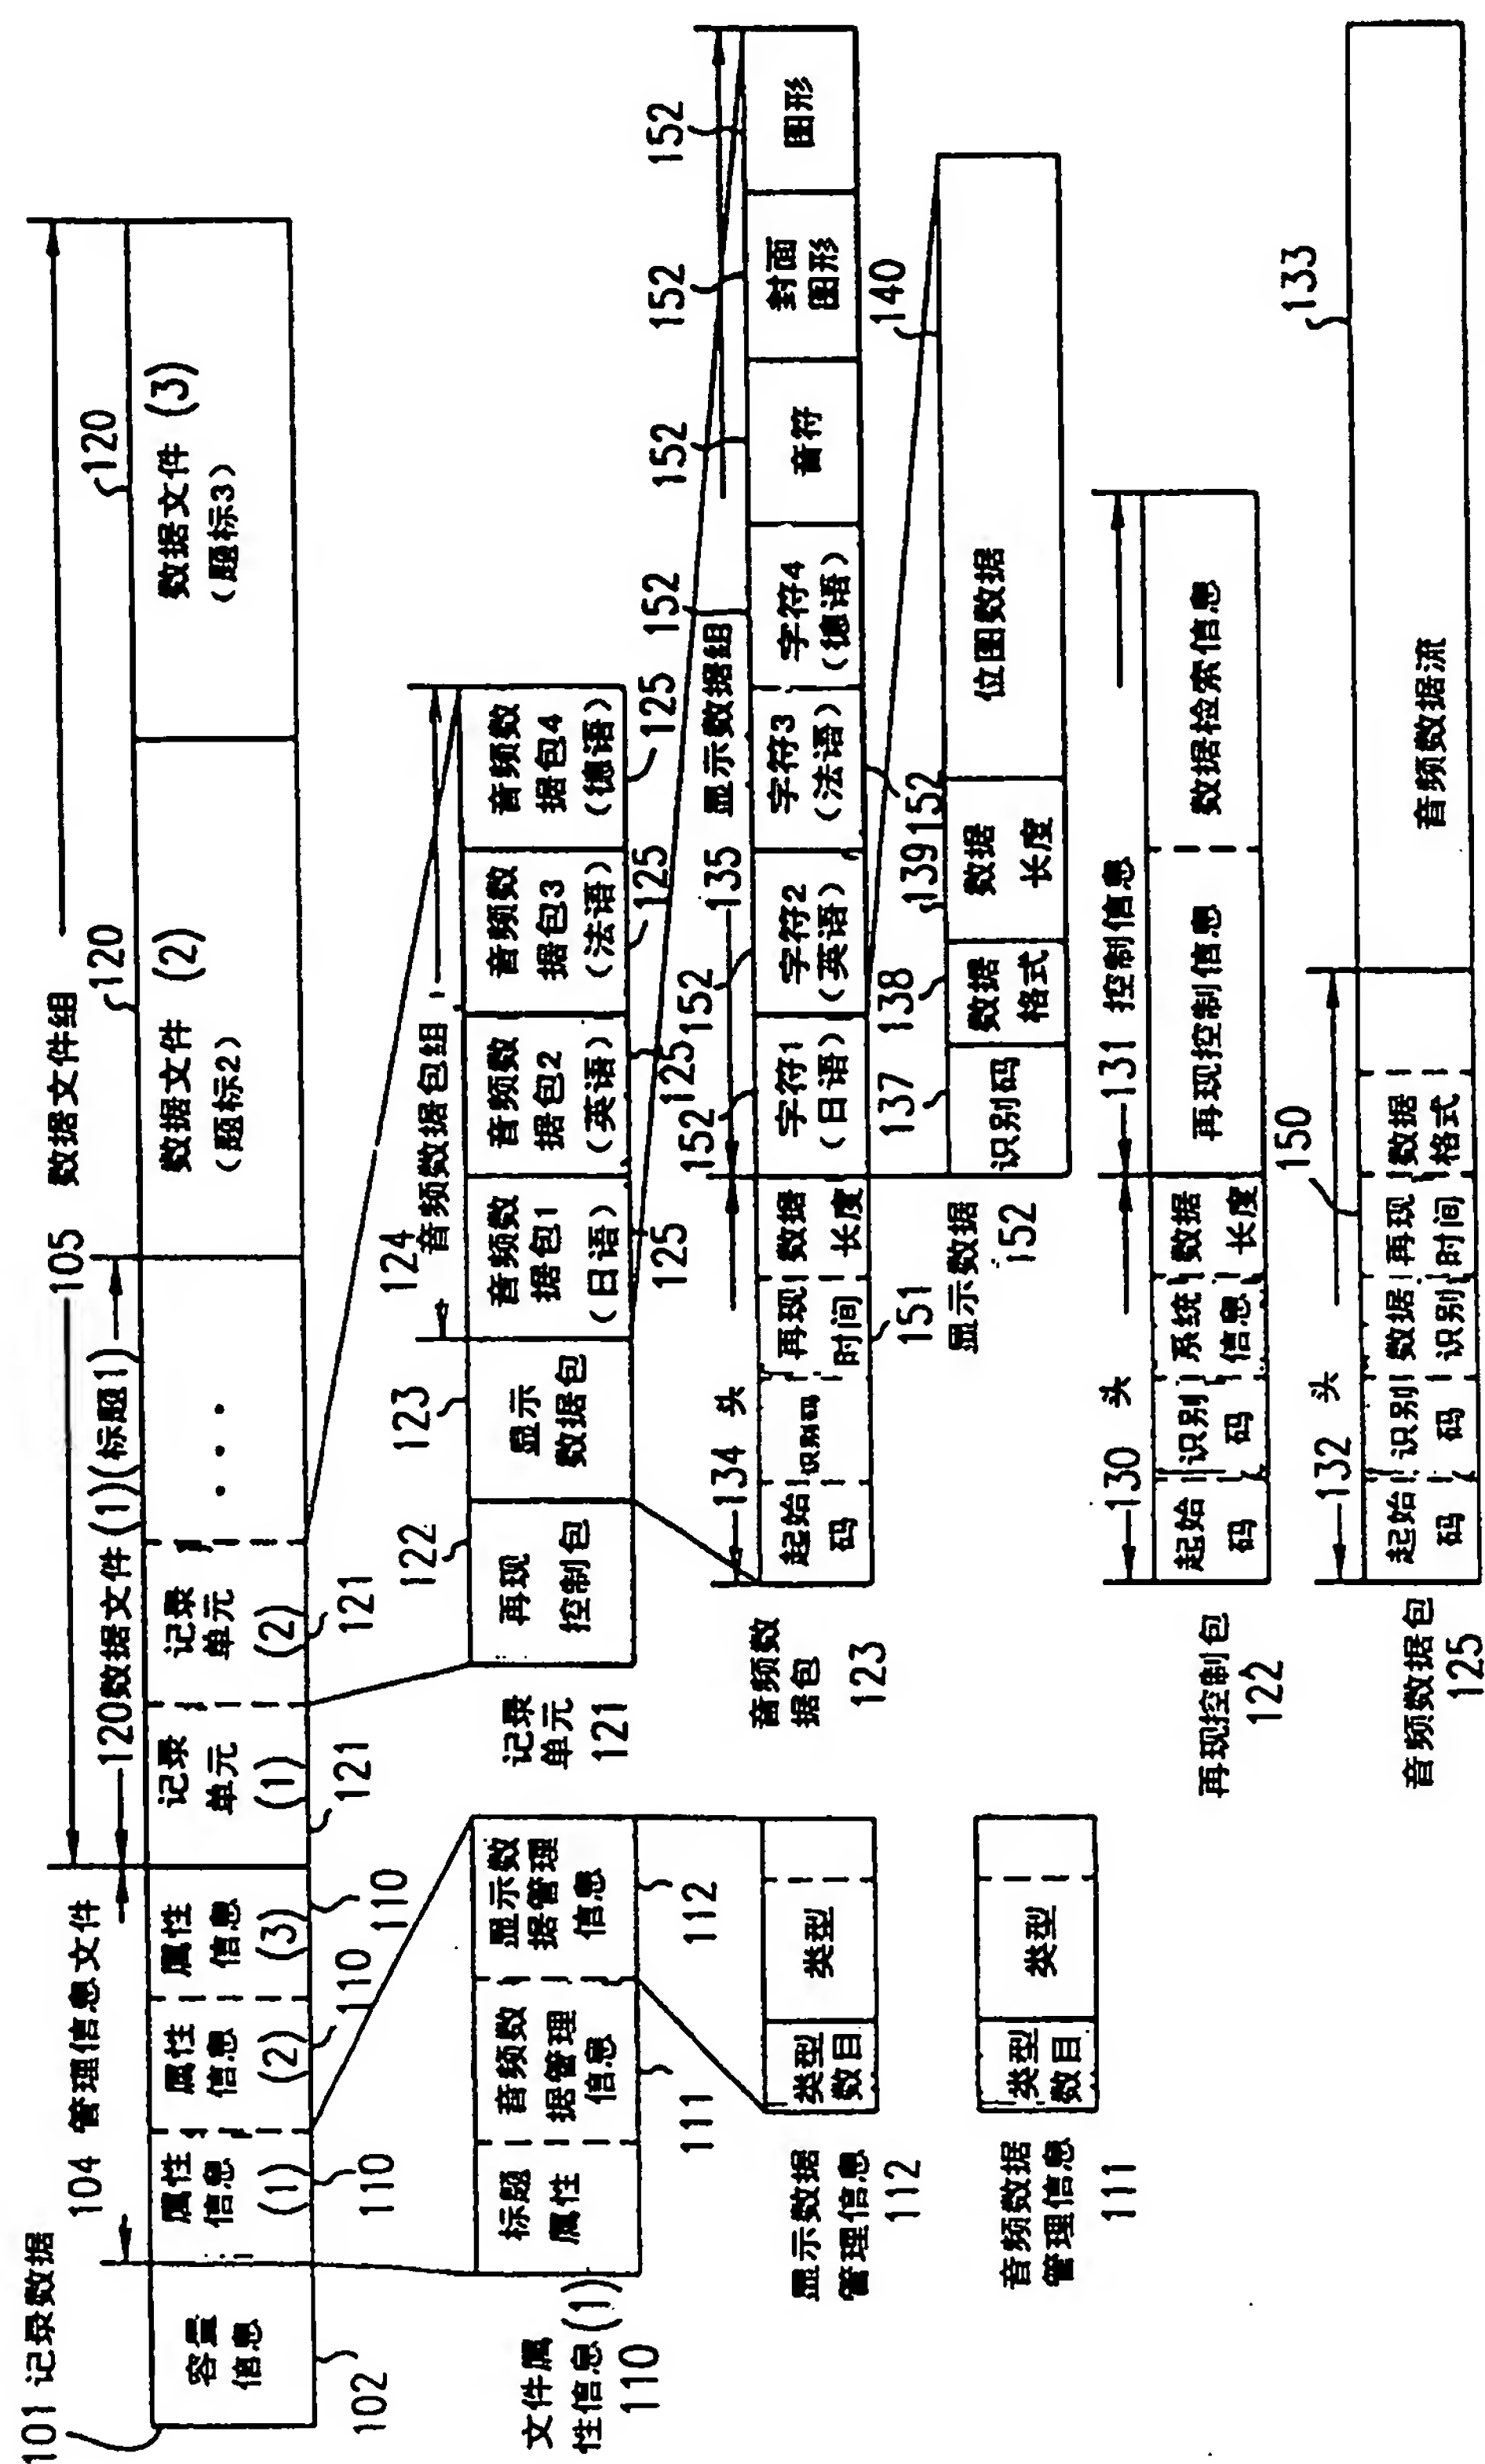 101 记录数据
104 管理信息文件
105 数据文件组
120数据文件(1)(标题1)
120
120
容量
信息
属性
信息
(1)
属性
信息
(2)
属性
信息
(3)
记录
单元
(1)
记录
单元
(2)
· · ·
数据文件 (2)
(题标2)
数据文件 (3)
(题标3)
102
110
110
110
121
121
文件属
性信息(1)
110
标题
属性
音频数
据管理
信息
显示数
据管理
信息
111
112
记录
单元
121
122
123
124
音频数据包组
再现
控制包
显示
数据包
音频数
据包1
(日语)
音频数
据包2
(英语)
音频数
据包3
(法语)
音频数
据包4
(德语)
125
125
125
125
显示数据
管理信息
112
类型
数目
类型
音频数
据包
123
134 头
135 显示数据组
152
152
152
152
152
152
起始
码
识别码
再现
时间
数据
长度
字符1
(日语)
字符2
(英语)
字符3
(法语)
字符4
(德语)
音符
封面
图形
图形
151
152
显示数据
152
137
138
139
140
识别码
数据
格式
数据
长度
位图数据
音频数据
管理信息
111
类型
数目
类型
再现控制包
122
130 头
131 控制信息
起始
码
识别
码
系统
信息
数据
长度
再现控制信息
数据检索信息
音频数据包
125
132 头
150
133
起始
码
识别
码
数据
识别
再现
时间
数据
格式
音频数据流